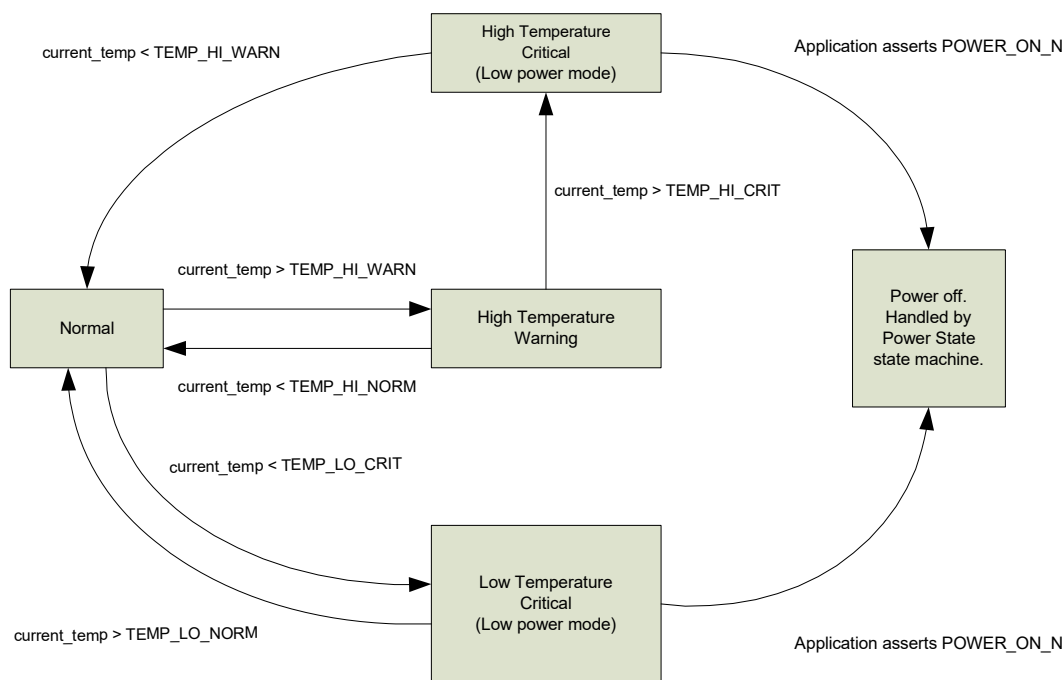 High Temperature
Critical
(Low power mode)
current_temp < TEMP_HI_WARN
Application asserts POWER_ON_N
current_temp > TEMP_HI_CRIT
current_temp > TEMP_HI_WARN
Normal
High Temperature
Warning
Power off.
Handled by
Power State
state machine.
current_temp < TEMP_HI_NORM
current_temp < TEMP_LO_CRIT
Low Temperature
Critical
(Low power mode)
current_temp > TEMP_LO_NORM
Application asserts POWER_ON_N